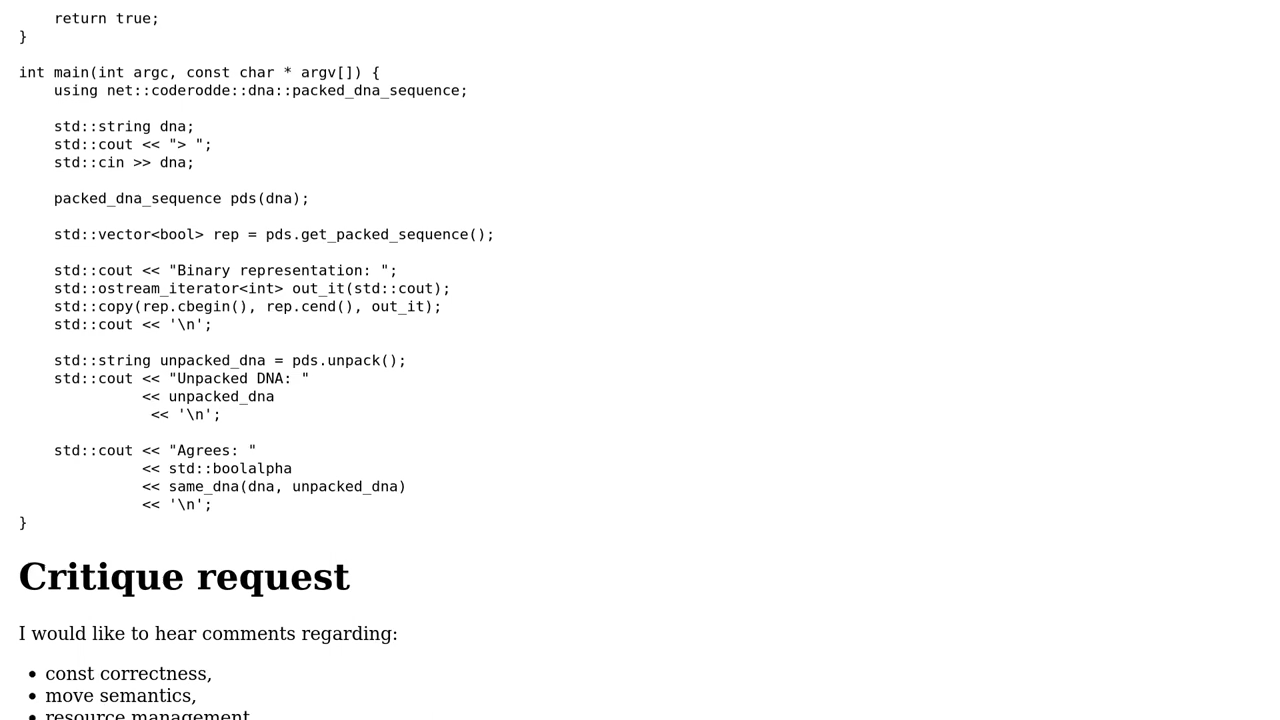 return true;
}

int main(int argc, const char * argv[]) {
    using net::coderodde::dna::packed_dna_sequence;

    std::string dna;
    std::cout << "> ";
    std::cin >> dna;

    packed_dna_sequence pds(dna);

    std::vector<bool> rep = pds.get_packed_sequence();

    std::cout << "Binary representation: ";
    std::ostream_iterator<int> out_it(std::cout);
    std::copy(rep.cbegin(), rep.cend(), out_it);
    std::cout << '\n';

    std::string unpacked_dna = pds.unpack();
    std::cout << "Unpacked DNA: "
              << unpacked_dna
               << '\n';

    std::cout << "Agrees: "
              << std::boolalpha
              << same_dna(dna, unpacked_dna)
              << '\n';
}
Critique request
I would like to hear comments regarding:
• const correctness,
• move semantics,
• resource management